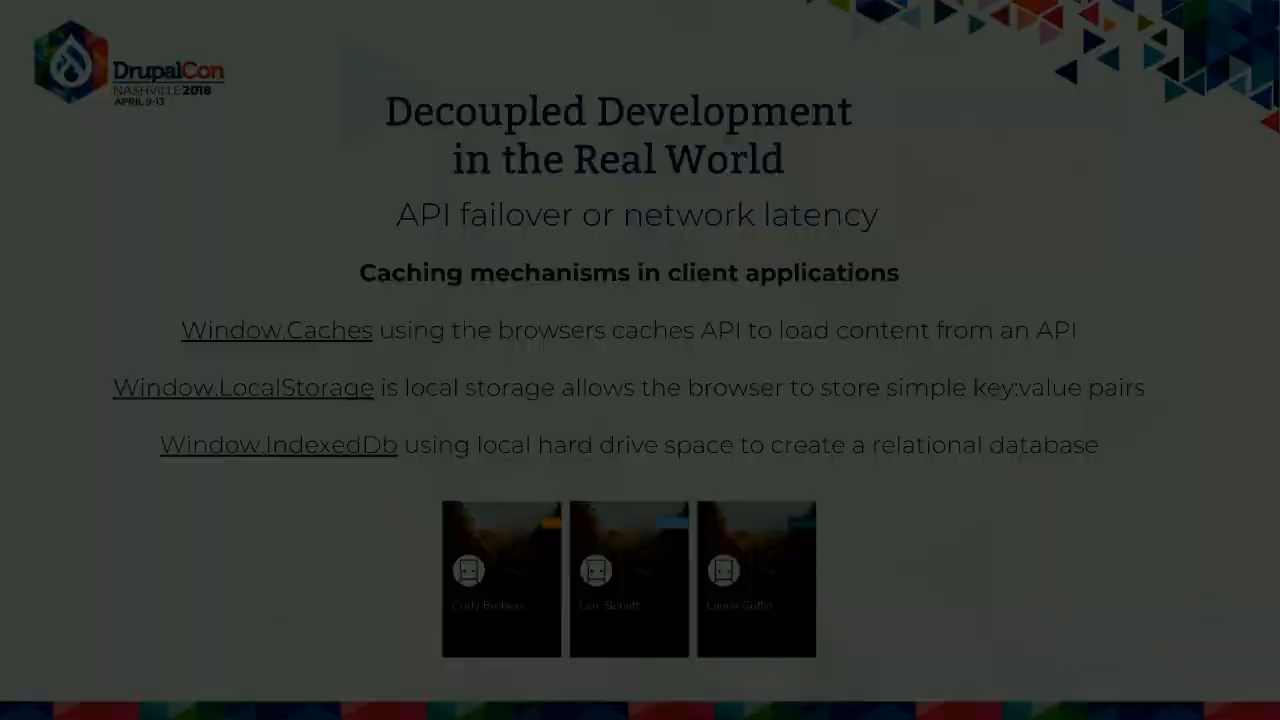 DrupalCon
NASHVILLE 2018
APRIL 9-13
Decoupled Development
in the Real World
API failover or network latency
Caching mechanisms in client applications
Window.Caches using the browsers caches API to load content from an API
Window.LocalStorage is local storage allows the browser to store simple key:value pairs
Window.IndexedDb using local hard drive space to create a relational database
Cody